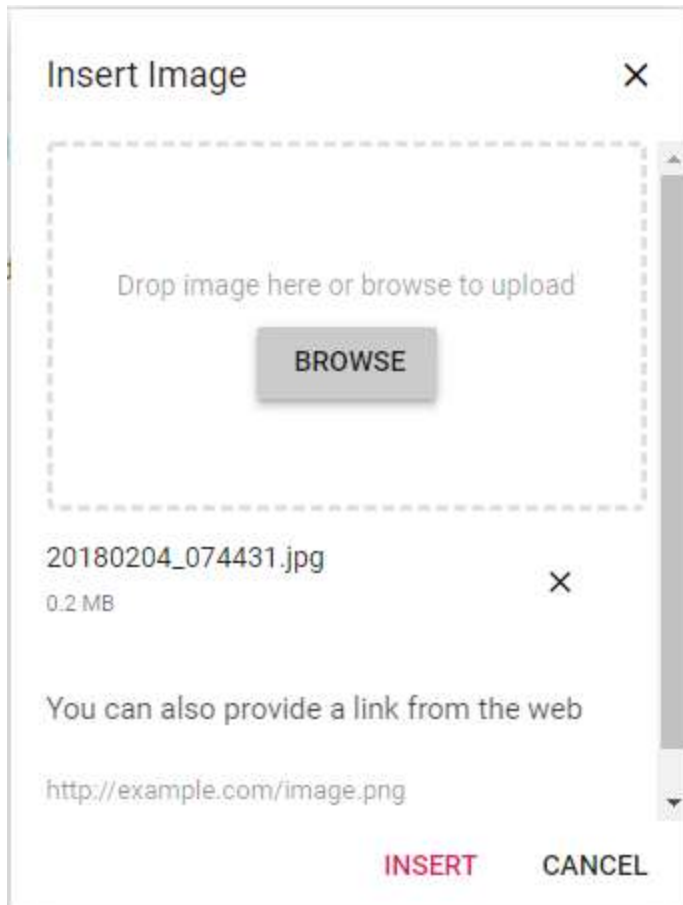 Insert Image
Drop image here or browse to upload
BROWSE
20180204_074431.jpg
0.2 MB
You can also provide a link from the web
http://example.com/image.png
INSERT CANCEL